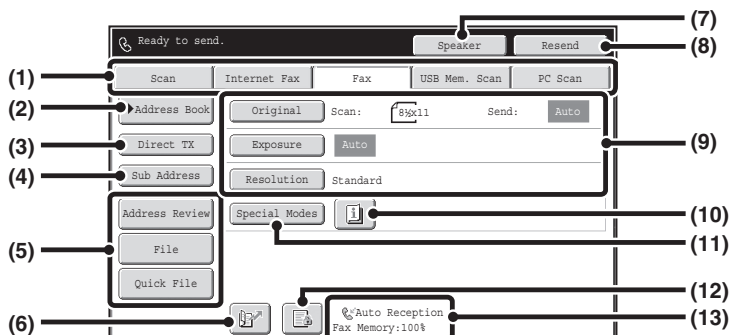 (7)
Ready to send.
Speaker
Resend
(8)
(1)
Scan
Internet Fax
Fax
USB Mem. Scan
PC Scan
(2)
Address Book
Original
Scan:
8½x11
Send:
Auto
(3)
Direct TX
Exposure
Auto
(9)
(4)
Sub Address
Resolution
Standard
Address Review
Special Modes
(10)
(11)
(5)
File
Quick File
(12)
(6)
Auto Reception
(13)
Fax Memory:100%